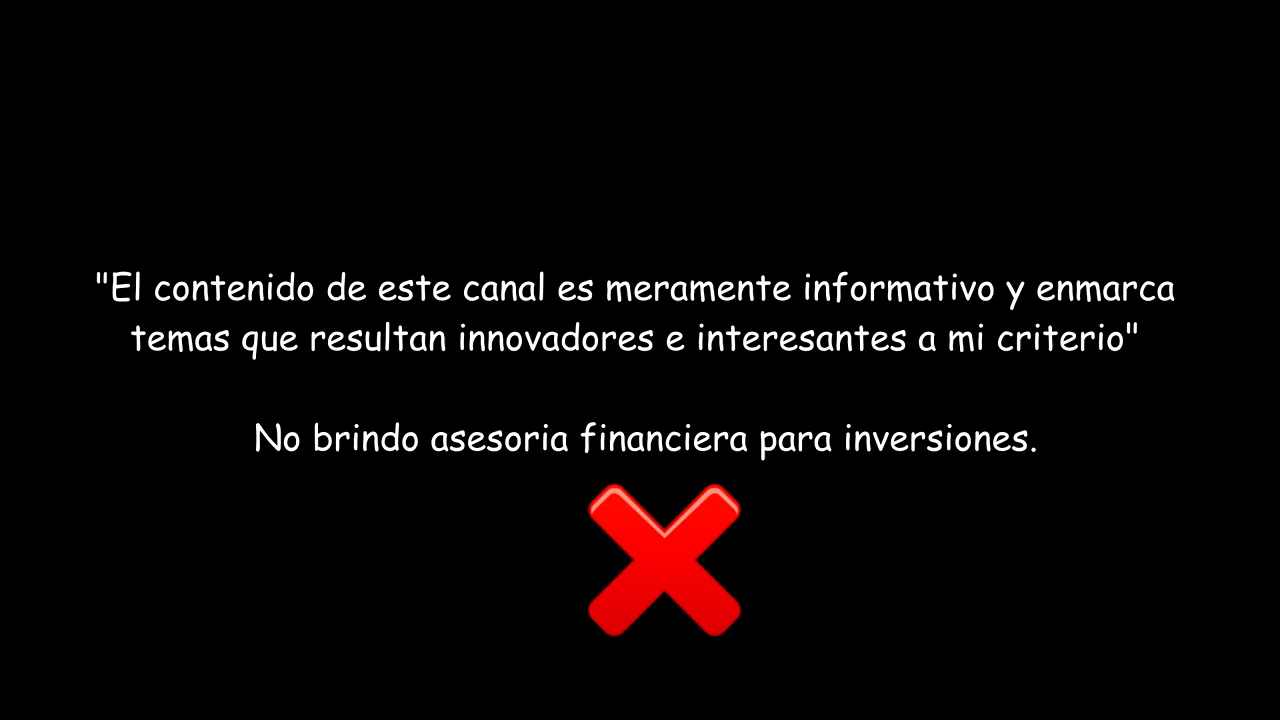 "El contenido de este canal es meramente informativo y enmarca
temas que resultan innovadores e interesantes a mi criterio"
No brindo asesoria financiera para inversiones.